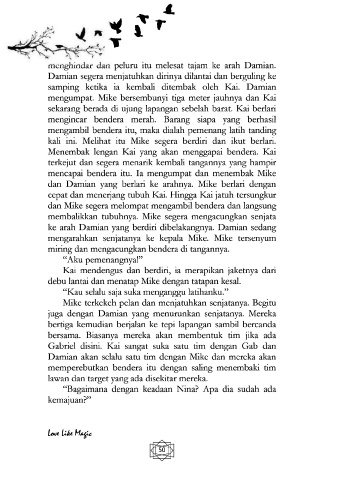 menghindar dan peluru itu melesat tajam ke arah Damian.
Damian segera menjatuhkan dirinya dilantai dan berguling ke
samping ketika ia kembali ditembak oleh Kai. Damian
mengumpat. Mike bersembunyi tiga meter jauhnya dan Kai
sekarang berada di ujung lapangan sebelah barat. Kai berlari
mengincar bendera merah. Barang siapa yang berhasil
mengambil bendera itu, maka dialah pemenang latih tanding
kali ini. Melihat itu Mike segera berdiri dan ikut berlari.
Menembak lengan Kai yang akan menggapai bendera. Kai
terkejut dan segera menarik kembali tangannya yang hampir
mencapai bendera itu. Ia mengumpat dan menembak Mike
dan Damian yang berlari ke arahnya. Mike berlari dengan
cepat dan menerjang tubuh Kai. Hingga Kai jatuh tersungkur
dan Mike segera melompat mengambil bendera dan langsung
membalikkan tubuhnya. Mike segera mengacungkan senjata
ke arah Damian yang berdiri dibelakangnya. Damian sedang
mengarahkan senjatanya ke kepala Mike. Mike tersenyum
miring dan mengacungkan bendera di tangannya.
"Aku pemenangnya!"
Kai mendengus dan berdiri, ia merapikan jaketnya dari
debu lantai dan menatap Mike dengan tatapan kesal.
"Kau selalu saja suka menganggu latihanku."
Mike terkekeh pelan dan menjatuhkan senjatanya. Begitu
juga dengan Damian yang menurunkan senjatanya. Mereka
bertiga kemudian berjalan ke tepi lapangan sambil bercanda
bersama. Biasanya mereka akan membentuk tim jika ada
Gabriel disini. Kai sangat suka satu tim dengan Gab dan
Damian akan selalu satu tim dengan Mike dan mereka akan
memperebutkan bendera itu dengan saling menembaki tim
lawan dan target yang ada disekitar mereka.
"Bagaimana dengan keadaan Nina? Apa dia sudah ada
kemajuan?"
Love Like Magic
50